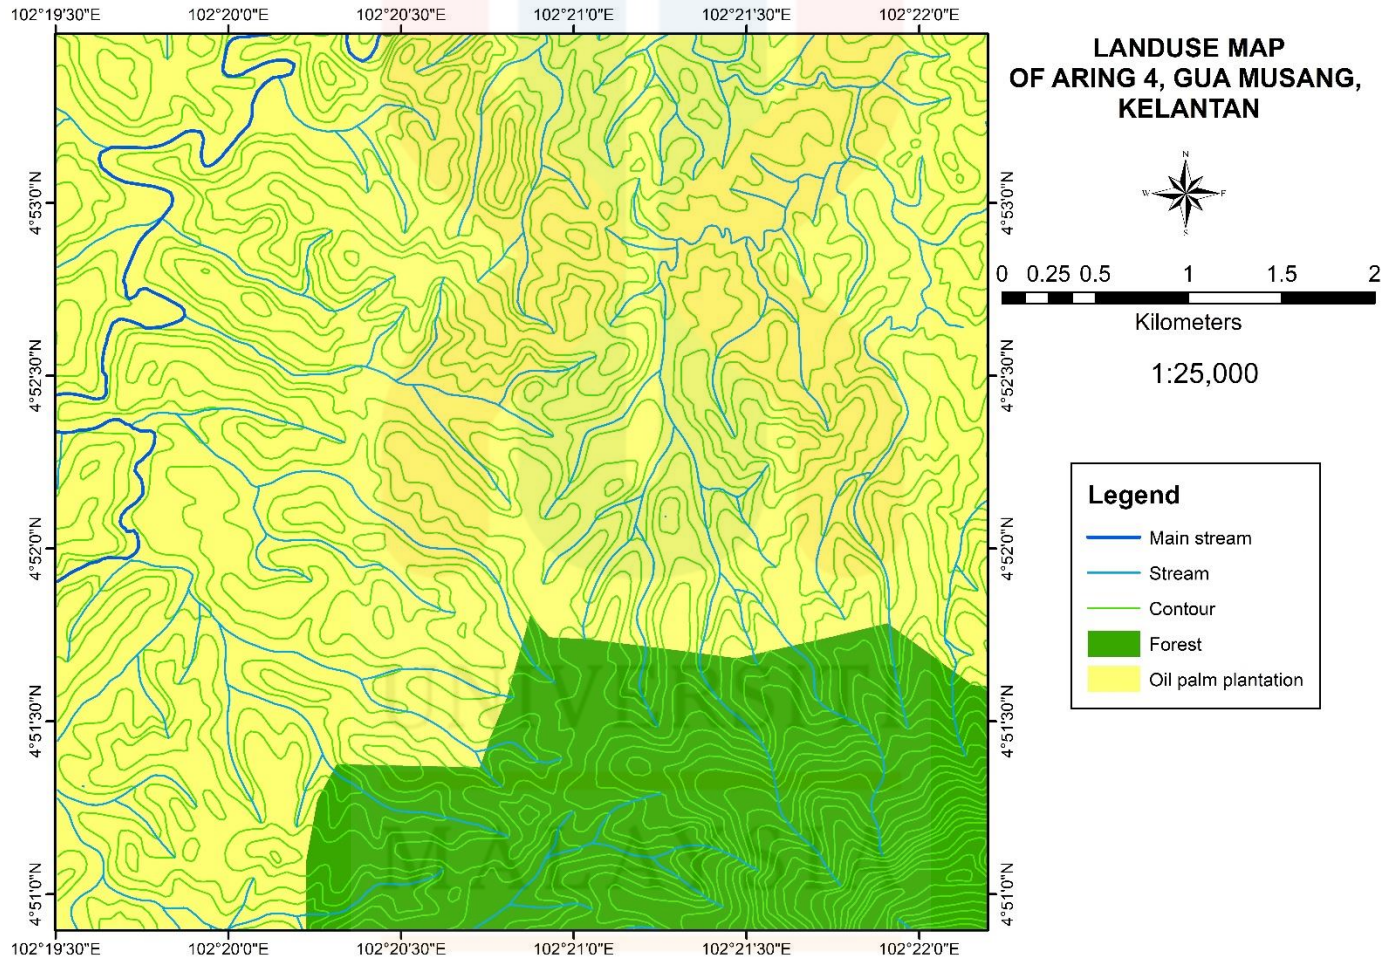 102°19'30"E 102°20'0"E 102°20'30"E 102°21'0"E 102°21'30"E 102°22'0"E
LANDUSE MAP
OF ARING 4, GUA MUSANG,
KELANTAN
N
W E
S
4°53'0"N 4°53'0"N
0 0.25 0.5 1 1.5 2
Kilometers
1:25,000
4°52'30"N 4°52'30"N
Legend
Main stream
Stream
Contour
Forest
Oil palm plantation
4°52'0"N 4°52'0"N
UNIVERSITI
4°51'30"N 4°51'30"N
MALAYSIA
4°51'0"N 4°51'0"N
102°19'30"E 102°20'0"E 102°20'30"E 102°21'0"E 102°21'30"E 102°22'0"E